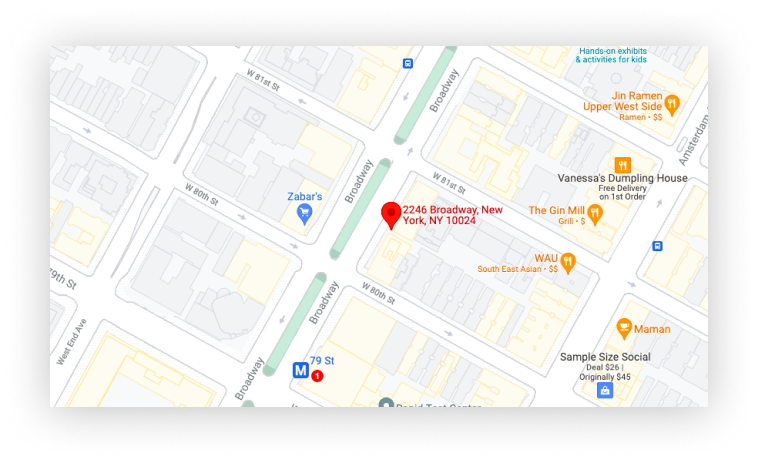 Hands-on exhibits
& activities for kids
W 81st St
Broadway
Jin Ramen
Upper West Side
Ramen • $$
Amsterdam
Vanessa's Dumpling House
Free Delivery
on 1st Order
W 81st St
Broadway
W 80th St
Zabar's
2246 Broadway, New
York, NY 10024
The Gin Mill
Grill • $
WAU
South East Asian • $$
79th St
W 80th St
Broadway
West End Ave
Maman
79 St
M
1
Broadway
Sample Size Social
Deal $26 |
Originally $45